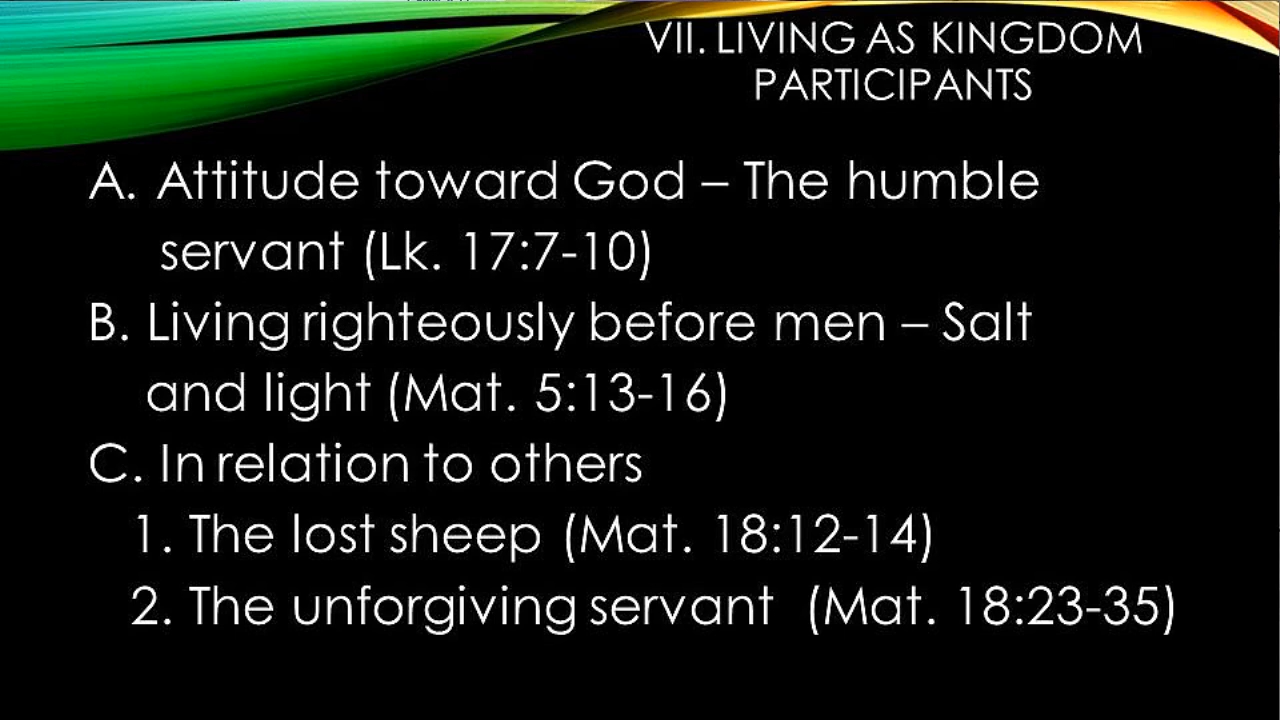 VII. LIVING AS KINGDOM
PARTICIPANTS
A. Attitude toward God – The humble
servant (Lk. 17:7-10)
B. Living righteously before men – Salt
and light (Mat. 5:13-16)
C. In relation to others
1. The lost sheep (Mat. 18:12-14)
2. The unforgiving servant  (Mat. 18:23-35)